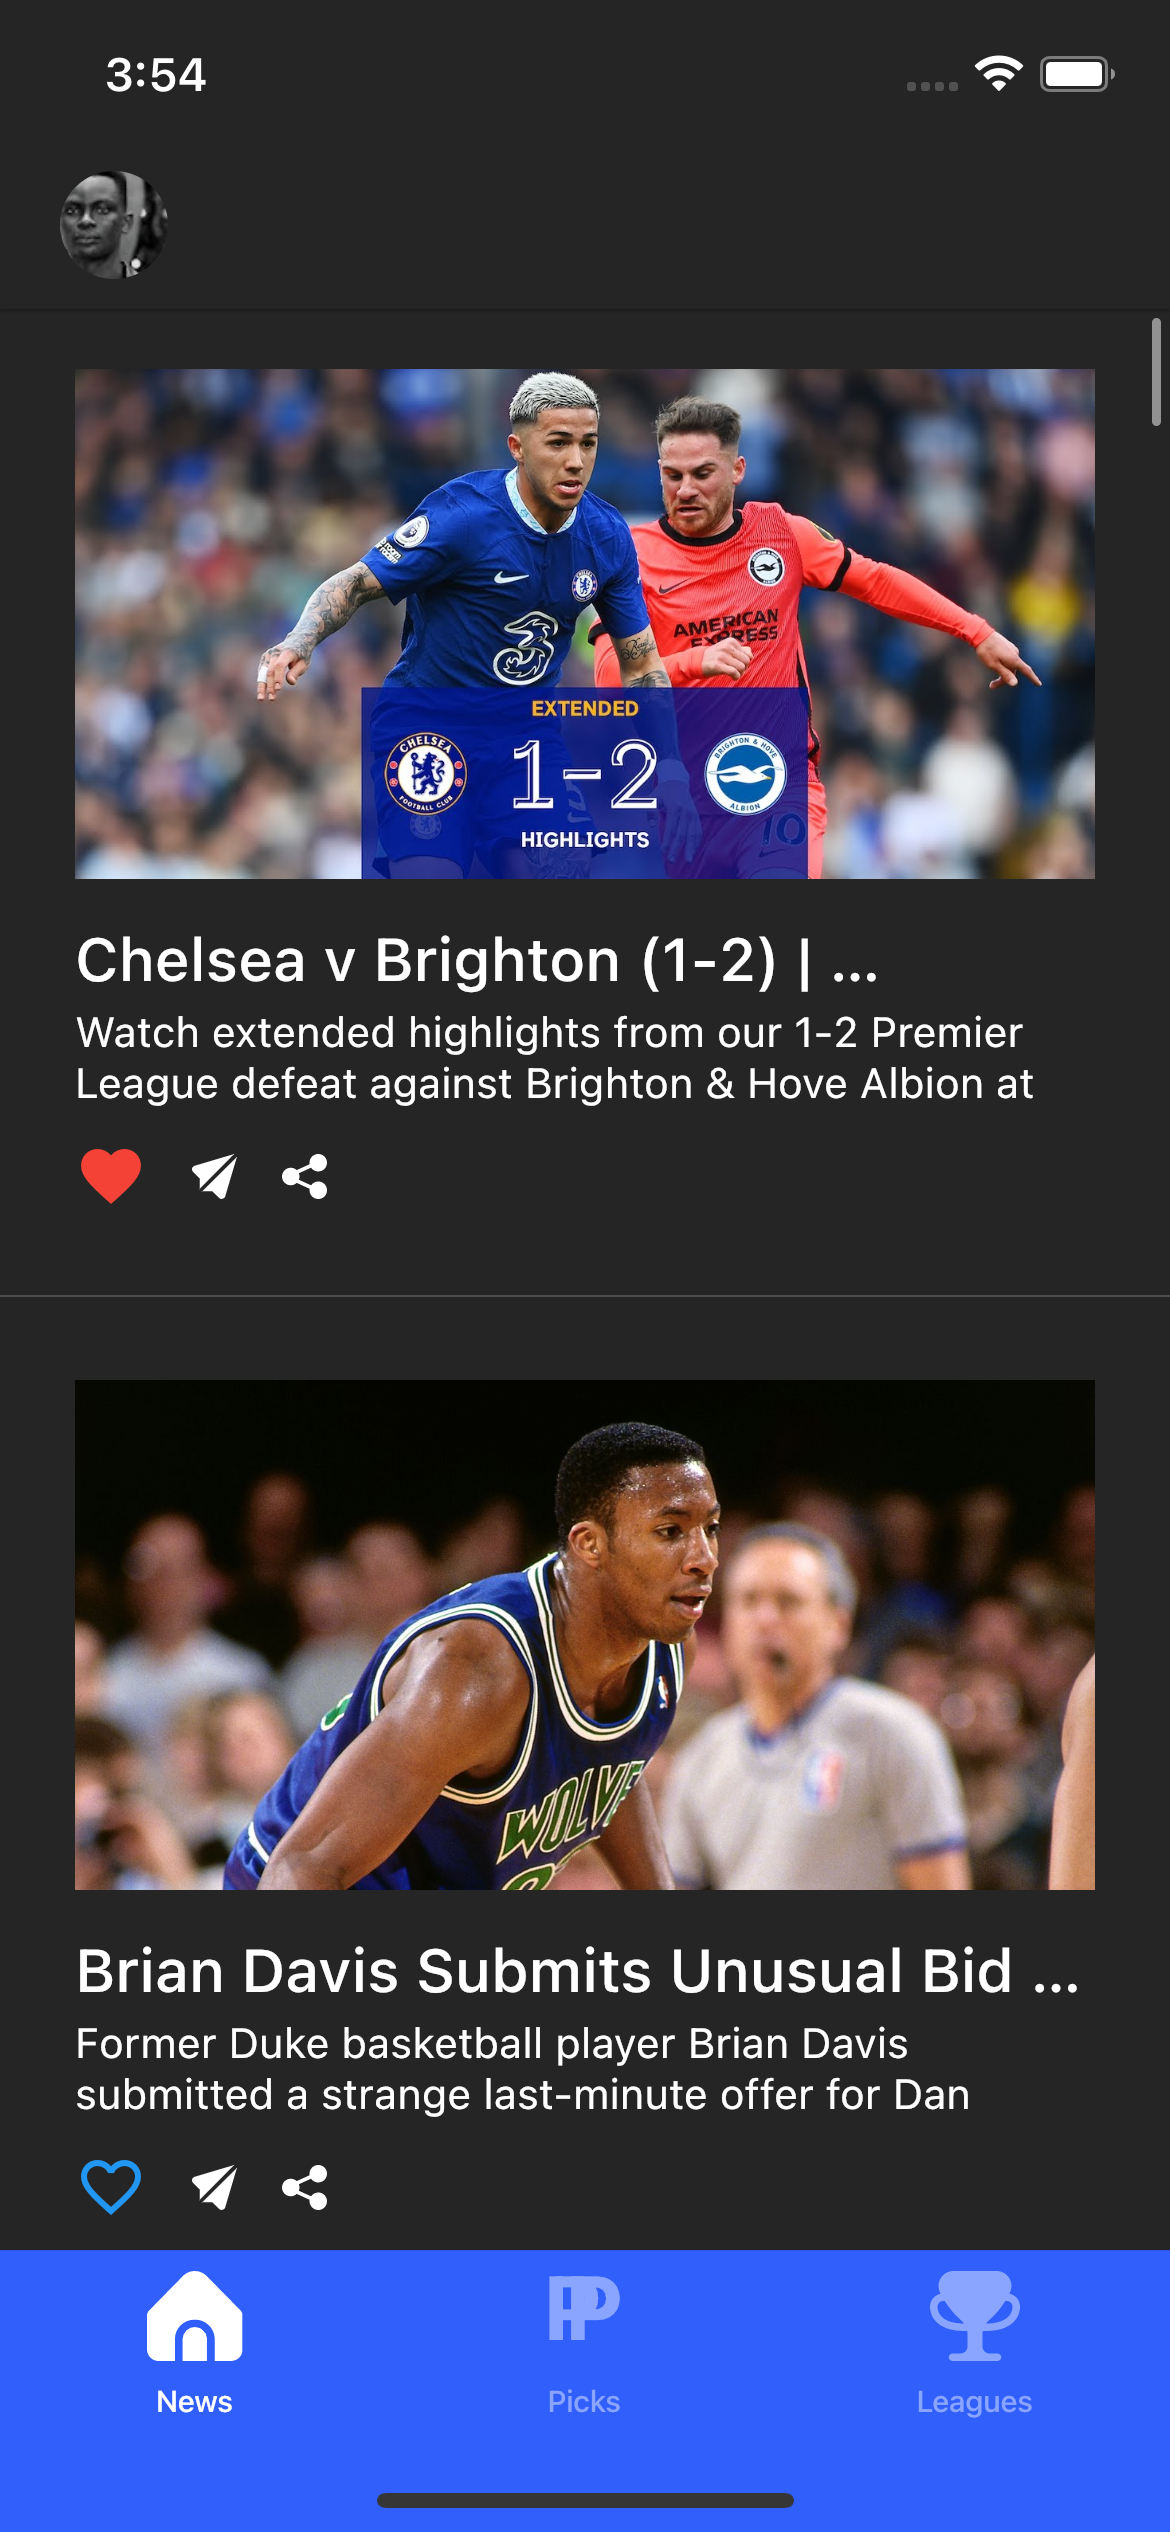 3:54
AMERICAN
EXPRESS
EXTENDED
CHELSEA
FOOTBALL CLUB
1-2
BRIGHTON & HOVE
ALBION
HIGHLIGHTS
10
Chelsea v Brighton (1-2) | ...
Watch extended highlights from our 1-2 Premier
League defeat against Brighton & Hove Albion at
WOLVE
Brian Davis Submits Unusual Bid ...
Former Duke basketball player Brian Davis
submitted a strange last-minute offer for Dan
News
Picks
Leagues